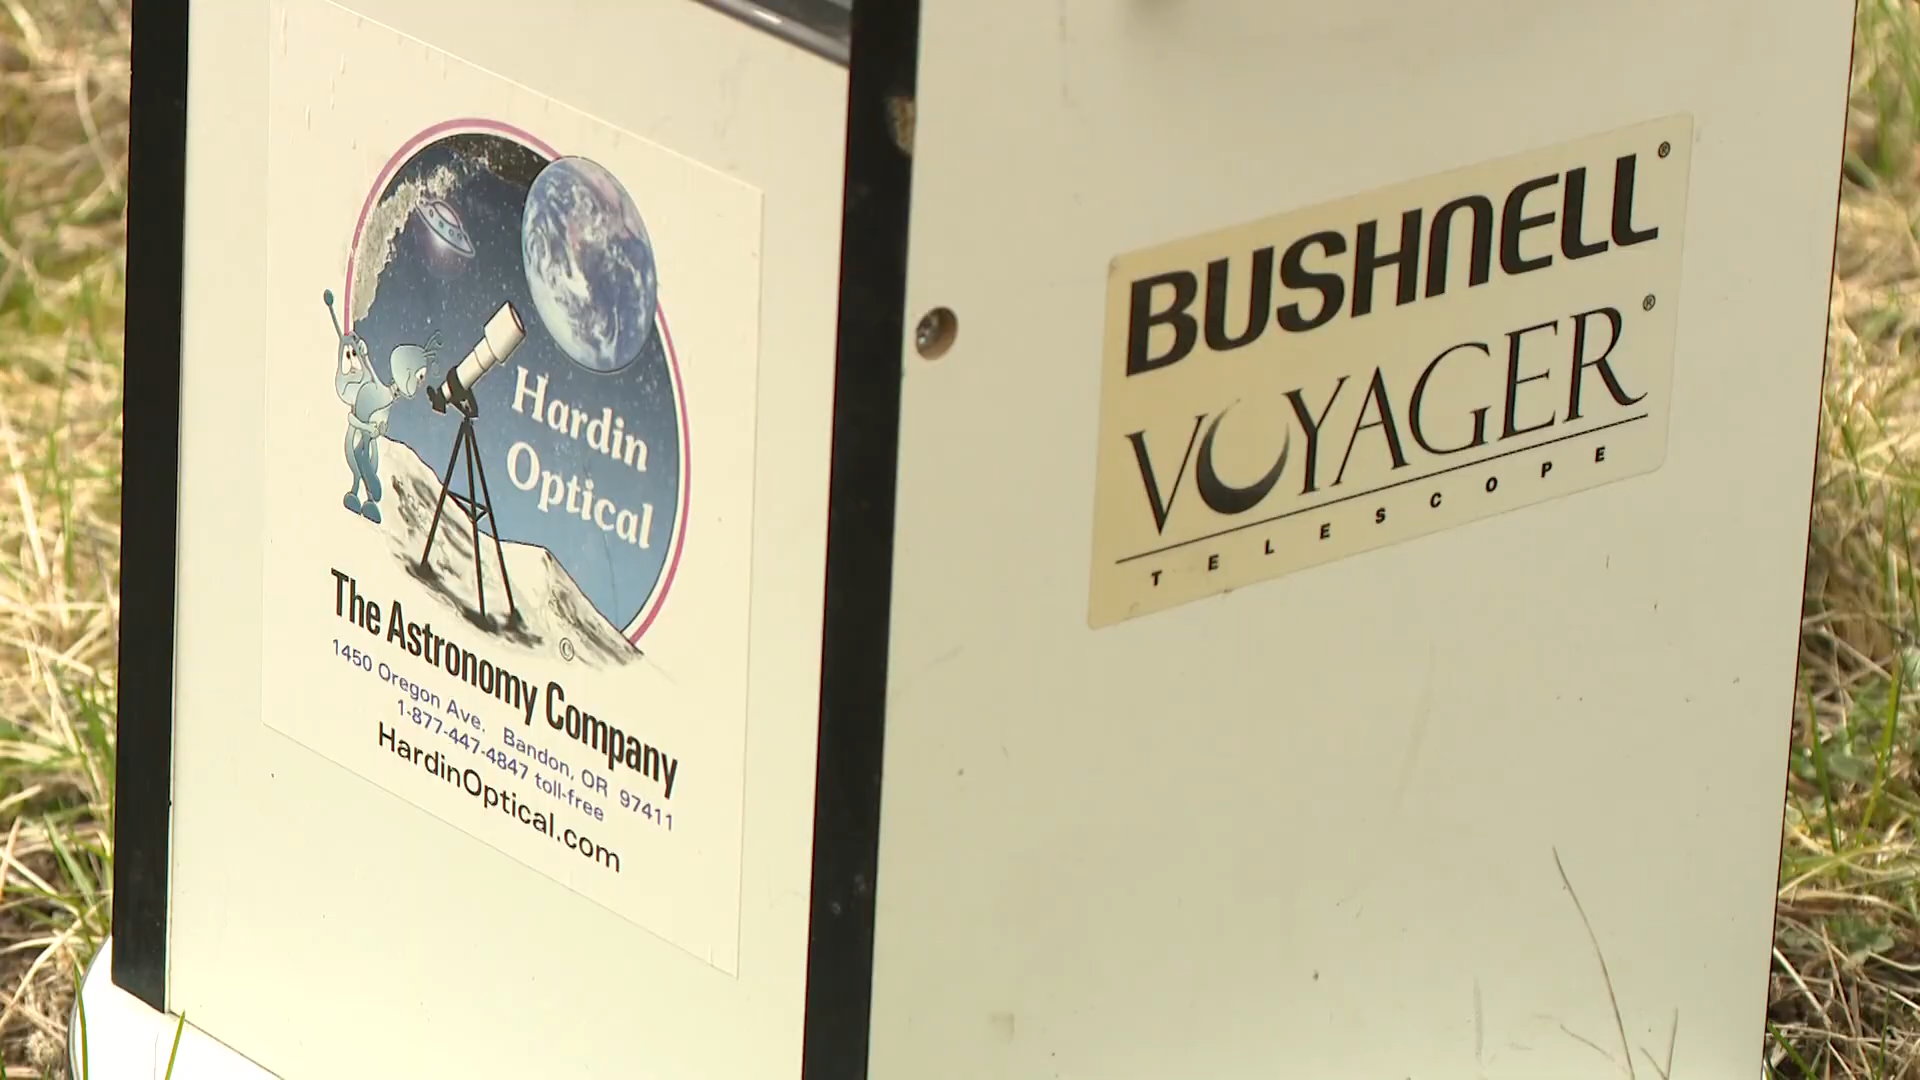 Hardin
Optical
©
The Astronomy Company
1450 Oregon Ave. Bandon, OR 97411
1-877-447-4847 toll-free
HardinOptical.com
BUSHNELL®
VOYAGER®
TELESCOPE